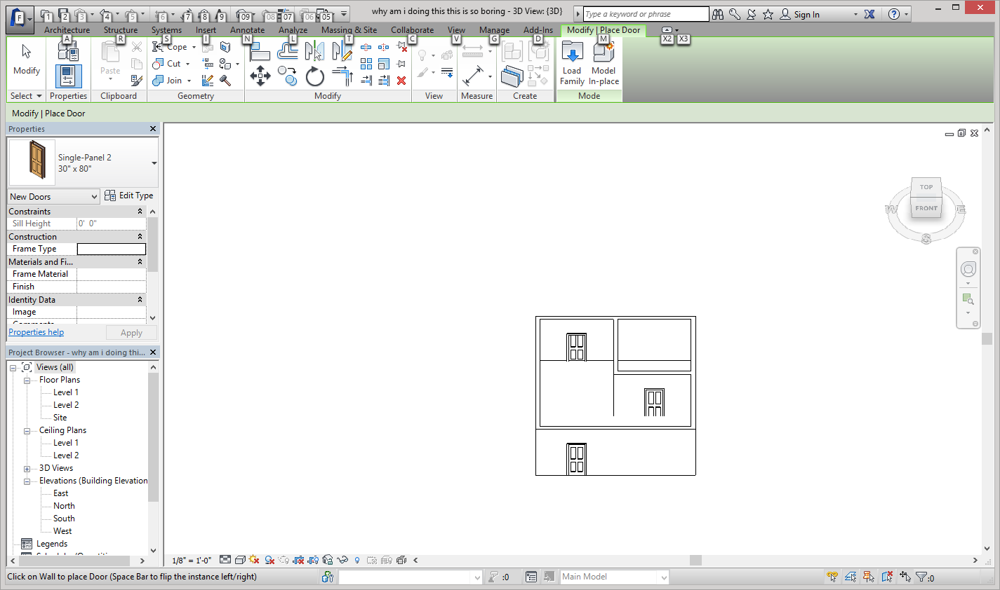 1 2 3 4 5 6 7 8 9 09 08 07 06 05
F
why am i doing this this is so boring - 3D View: {3D}
Type a keyword or phrase
Sign In
Architecture Structure Systems Insert Annotate Analyze Massing & Site Collaborate View Manage Add-Ins Modify | Place Door
A R S I N L T C V G D M X2 X3
Modify
Paste
Cope
Cut
Join
Load Family
Model In-place
Select Properties Clipboard Geometry Modify View Measure Create Mode
Modify | Place Door
Properties
Single-Panel 2
30" x 80"
New Doors
Edit Type
Constraints
Sill Height 0' 0"
Construction
Frame Type
Materials and Fi...
Frame Material
Finish
Identity Data
Image
Comments
Properties help
Apply
Project Browser - why am i doing thi...
Views (all)
Floor Plans
Level 1
Level 2
Site
Ceiling Plans
Level 1
Level 2
3D Views
Elevations (Building Elevation
East
North
South
West
Legends
TOP
FRONT
W
E
S
1/8" = 1'-0"
Click on Wall to place Door (Space Bar to flip the instance left/right)
:0
Main Model
:0